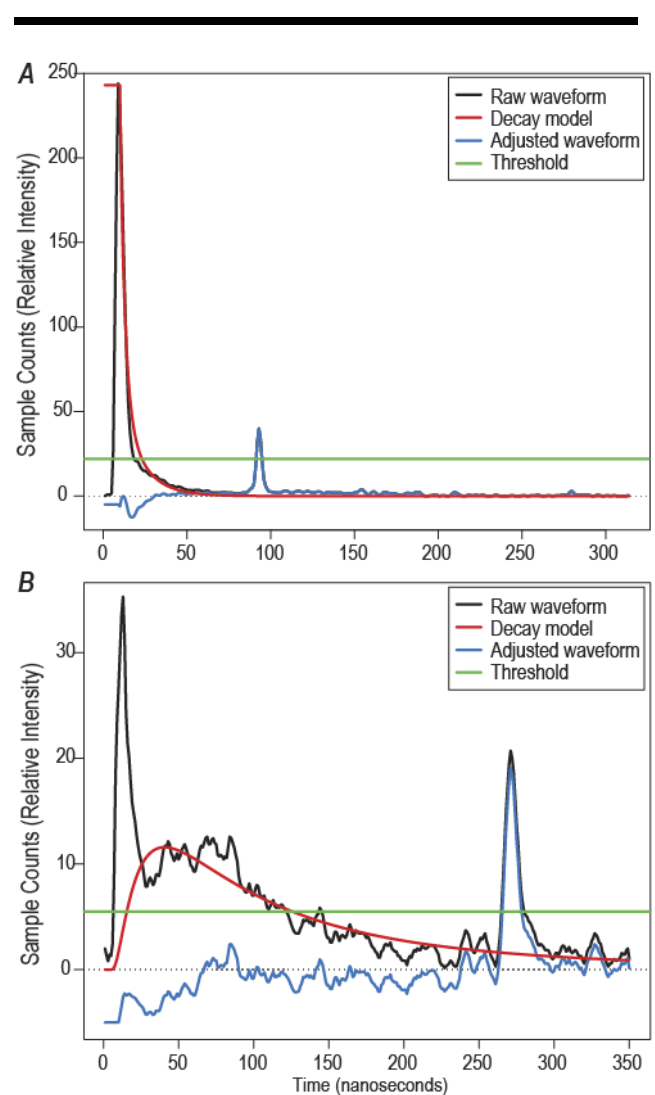 A
250
200
150
100
50
0
Sample Counts (Relative Intensity)
Raw waveform
Decay model
Adjusted waveform
Threshold
0 50 100 150 200 250 300
B
30
20
10
0
Sample Counts (Relative Intensity)
Raw waveform
Decay model
Adjusted waveform
Threshold
0 50 100 150 200 250 300 350
Time (nanoseconds)